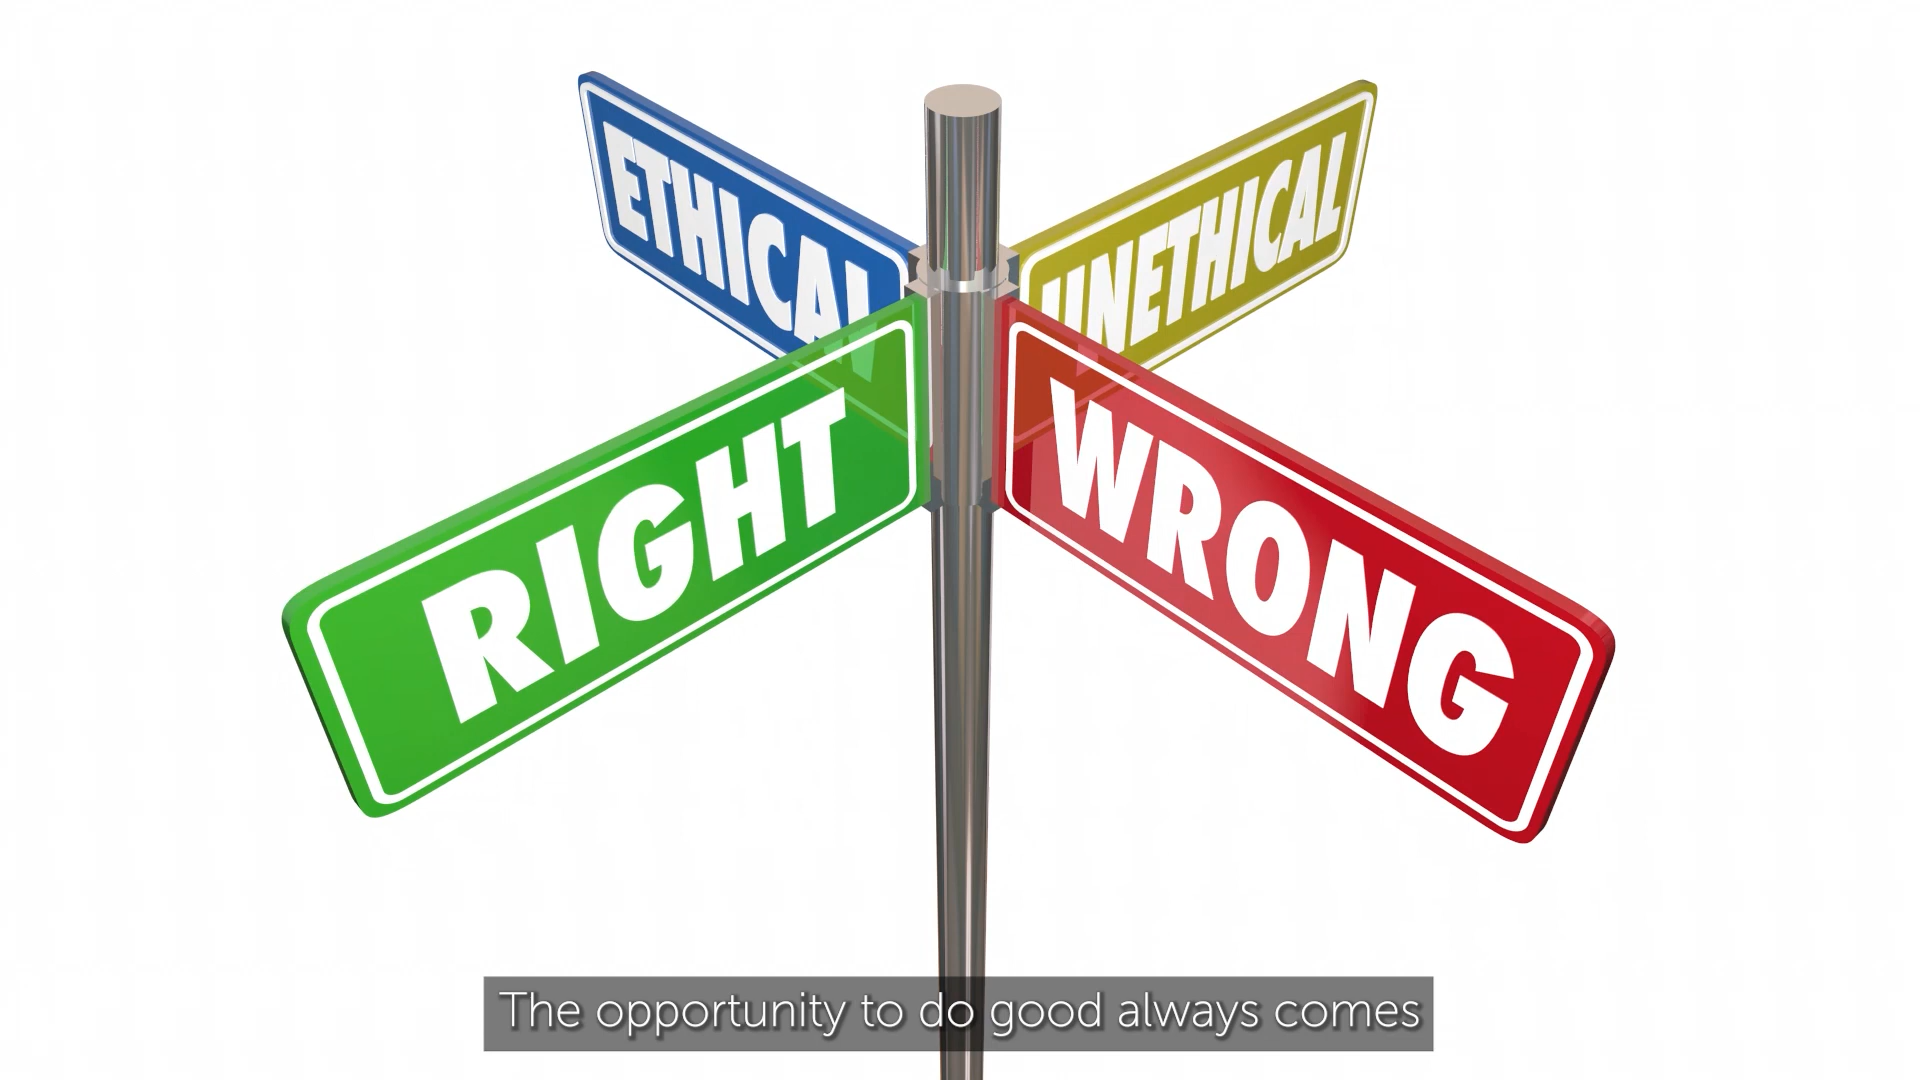 ETHICAL
UNETHICAL
RIGHT
WRONG
The opportunity to do good always comes